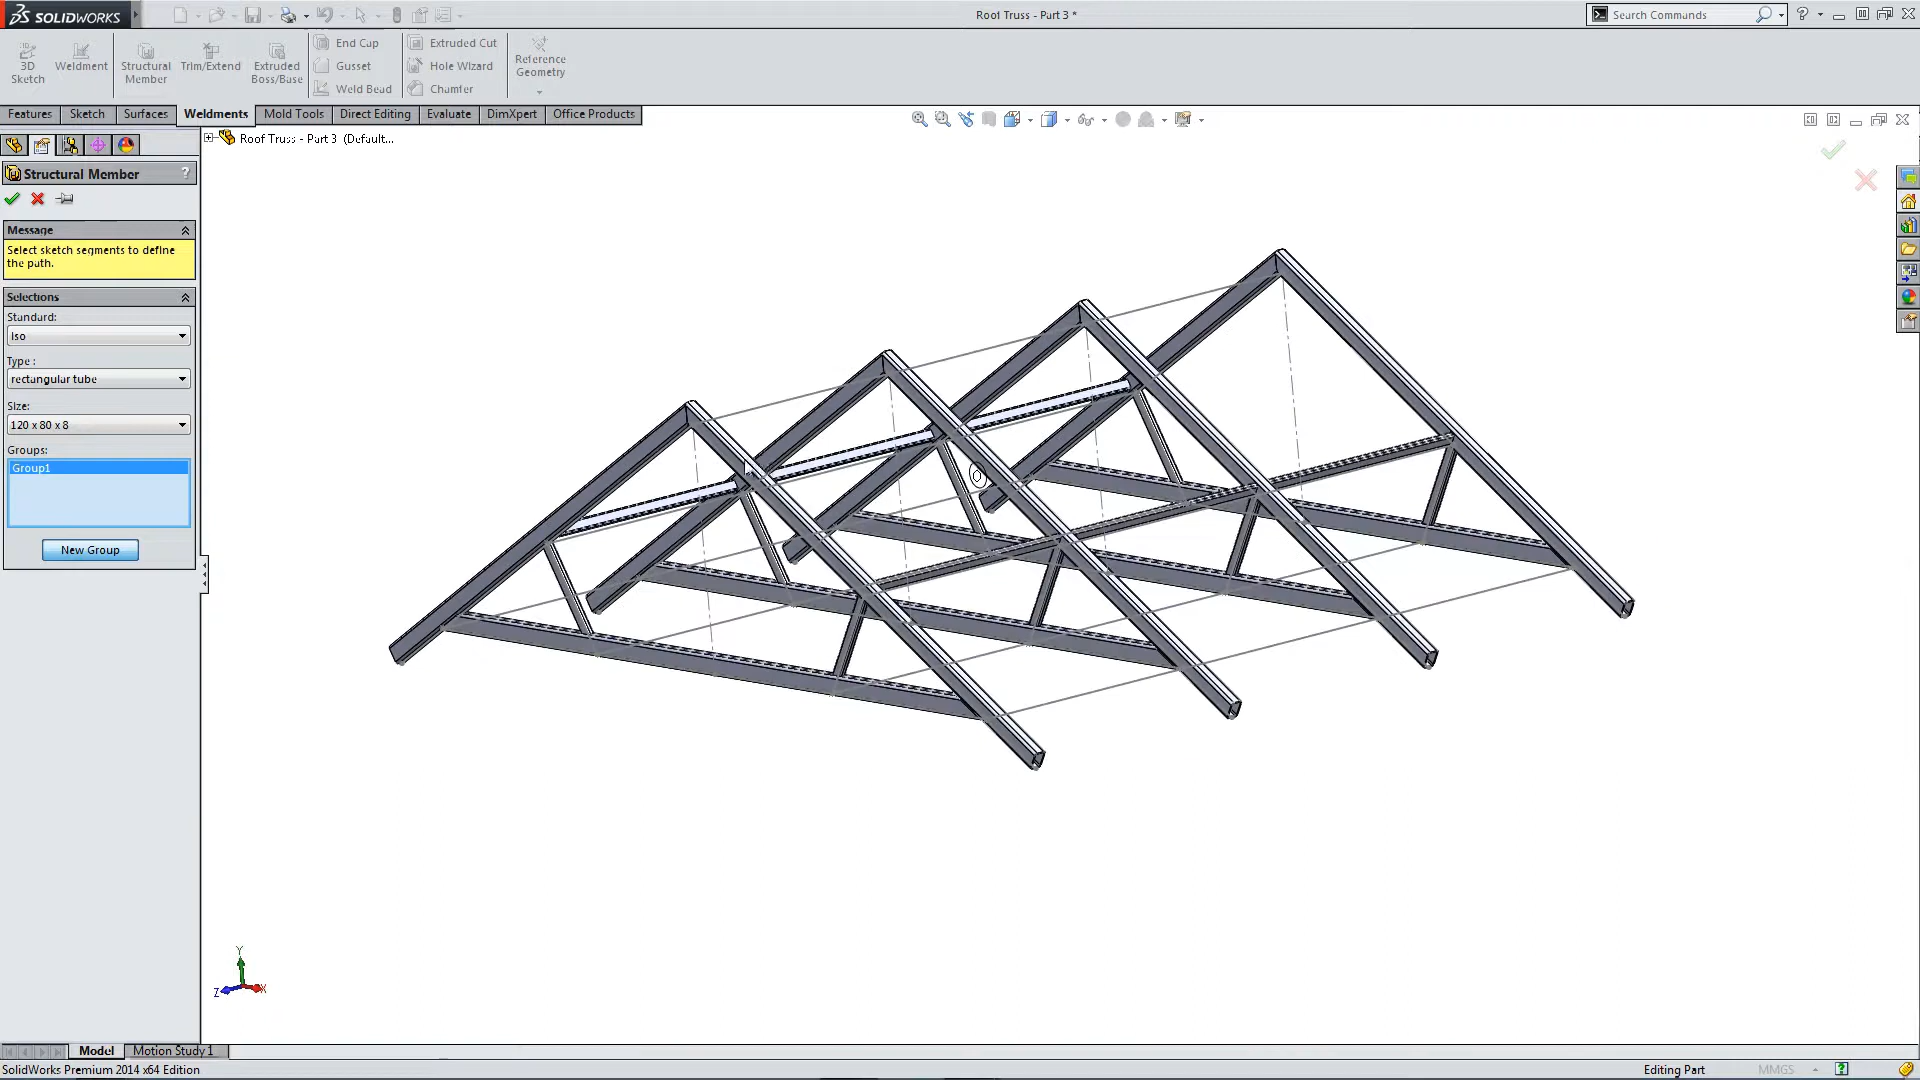 SOLIDWORKS
Roof Truss - Part 3 *
Search Commands
?
3D Sketch
Weldment
Structural Member
Trim/Extend
Extruded Boss/Base
End Cap
Gusset
Weld Bead
Extruded Cut
Hole Wizard
Chamfer
Reference Geometry
Features
Sketch
Surfaces
Weldments
Mold Tools
Direct Editing
Evaluate
DimXpert
Office Products
Roof Truss - Part 3 (Default...
Structural Member
?
Message
Select sketch segments to define
the path.
Selections
Standard:
iso
Type :
rectangular tube
Size:
120 x 80 x 8
Groups:
Group1
New Group
Y
Z
X
Model
Motion Study 1
SolidWorks Premium 2014 x64 Edition
Editing Part
MMGS
?